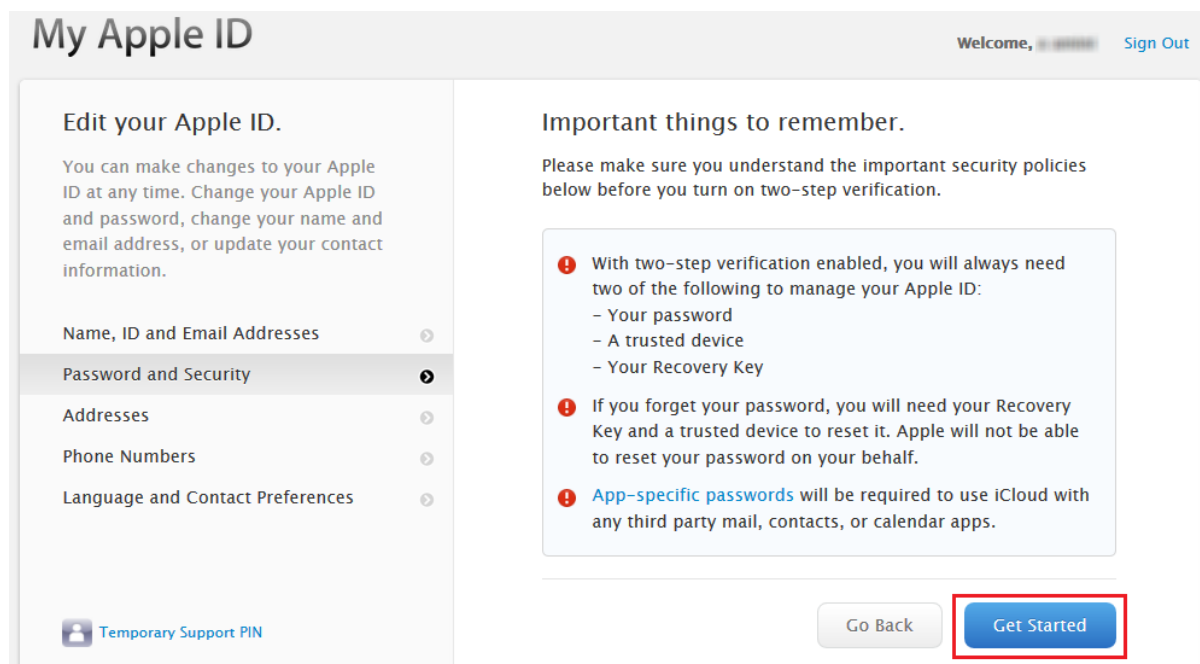 My Apple ID
Welcome,
Sign Out
Edit your Apple ID.
You can make changes to your Apple
ID at any time. Change your Apple ID
and password, change your name and
email address, or update your contact
information.
Name, ID and Email Addresses
Password and Security
Addresses
Phone Numbers
Language and Contact Preferences
Temporary Support PIN
Important things to remember.
Please make sure you understand the important security policies
below before you turn on two-step verification.
With two-step verification enabled, you will always need
two of the following to manage your Apple ID:
– Your password
– A trusted device
– Your Recovery Key
If you forget your password, you will need your Recovery
Key and a trusted device to reset it. Apple will not be able
to reset your password on your behalf.
App-specific passwords will be required to use iCloud with
any third party mail, contacts, or calendar apps.
Go Back
Get Started